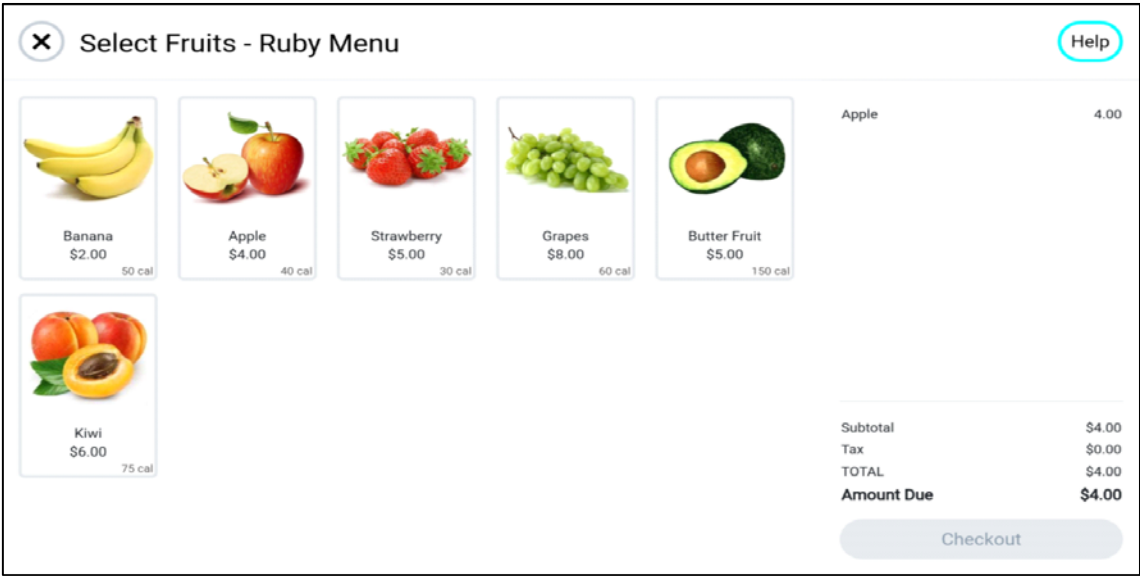 Select Fruits - Ruby Menu
Help
Banana
$2.00
50 cal
Apple
$4.00
40 cal
Strawberry
$5.00
30 cal
Grapes
$8.00
60 cal
Butter Fruit
$5.00
150 cal
Kiwi
$6.00
75 cal
Apple 4.00
Subtotal $4.00
Tax $0.00
TOTAL $4.00
Amount Due $4.00
Checkout